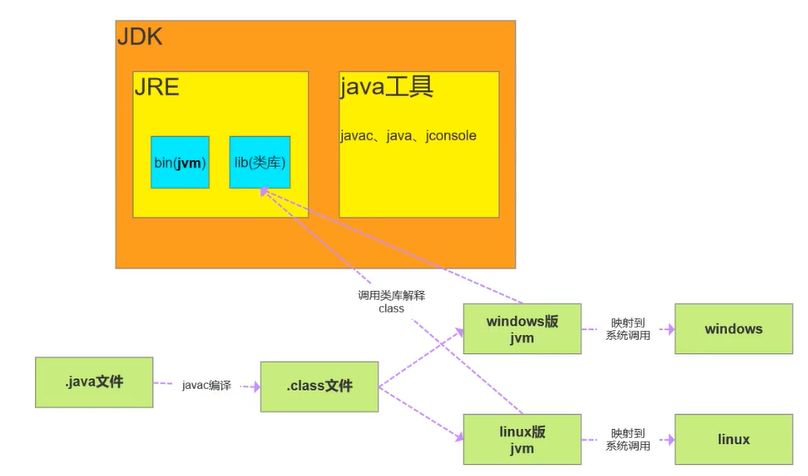 JDK
JRE
java工具
javac、java、jconsole
bin(jvm)
lib(类库)
调用类库解释
class
windows版
jvm
映射到
系统调用
windows
.java文件
javac编译
.class文件
linux版
jvm
映射到
系统调用
linux